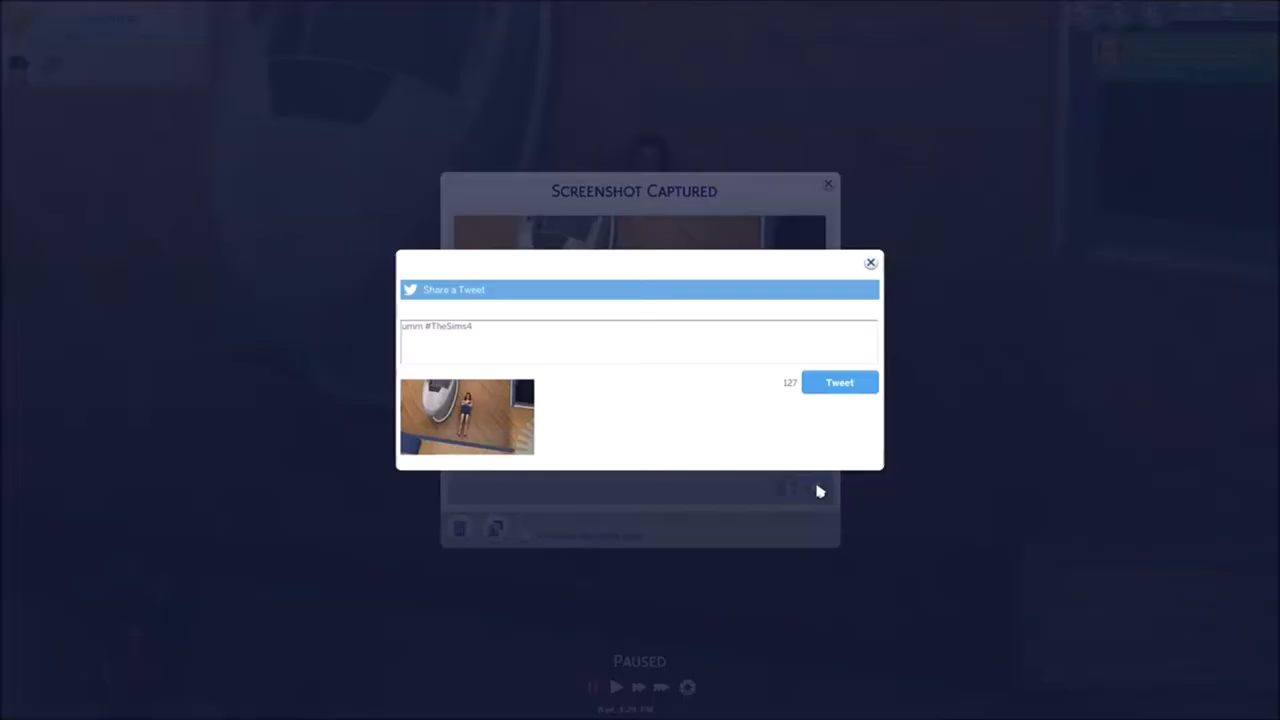 SCREENSHOT CAPTURED
Share a Tweet
umm #TheSims4
127
Tweet
PAUSED